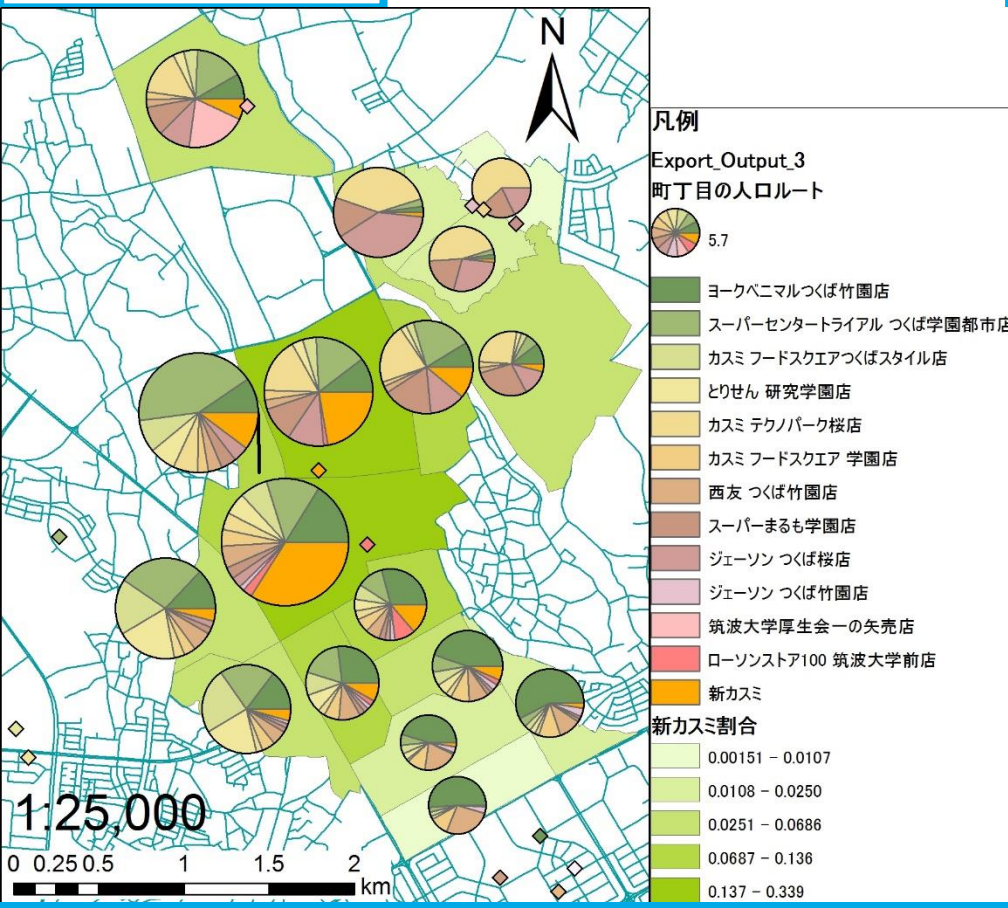 N
凡例
Export_Output_3
町丁目の人口ルート
5.7
ヨークベニマルつくば竹園店
スーパーセンタートライアル つくば学園都市店
カスミ フードスクエアつくばスタイル店
とりせん 研究学園店
カスミ テクノパーク桜店
カスミ フードスクエア 学園店
西友 つくば竹園店
スーパーまるも学園店
ジェーソン つくば桜店
ジェーソン つくば竹園店
筑波大学厚生会一の矢売店
ローソンストア100 筑波大学前店
新カスミ
新カスミ割合
0.00151 - 0.0107
0.0108 - 0.0250
0.0251 - 0.0686
0.0687 - 0.136
0.137 - 0.339
1:25,000
0 0.25 0.5 1 1.5 2
km